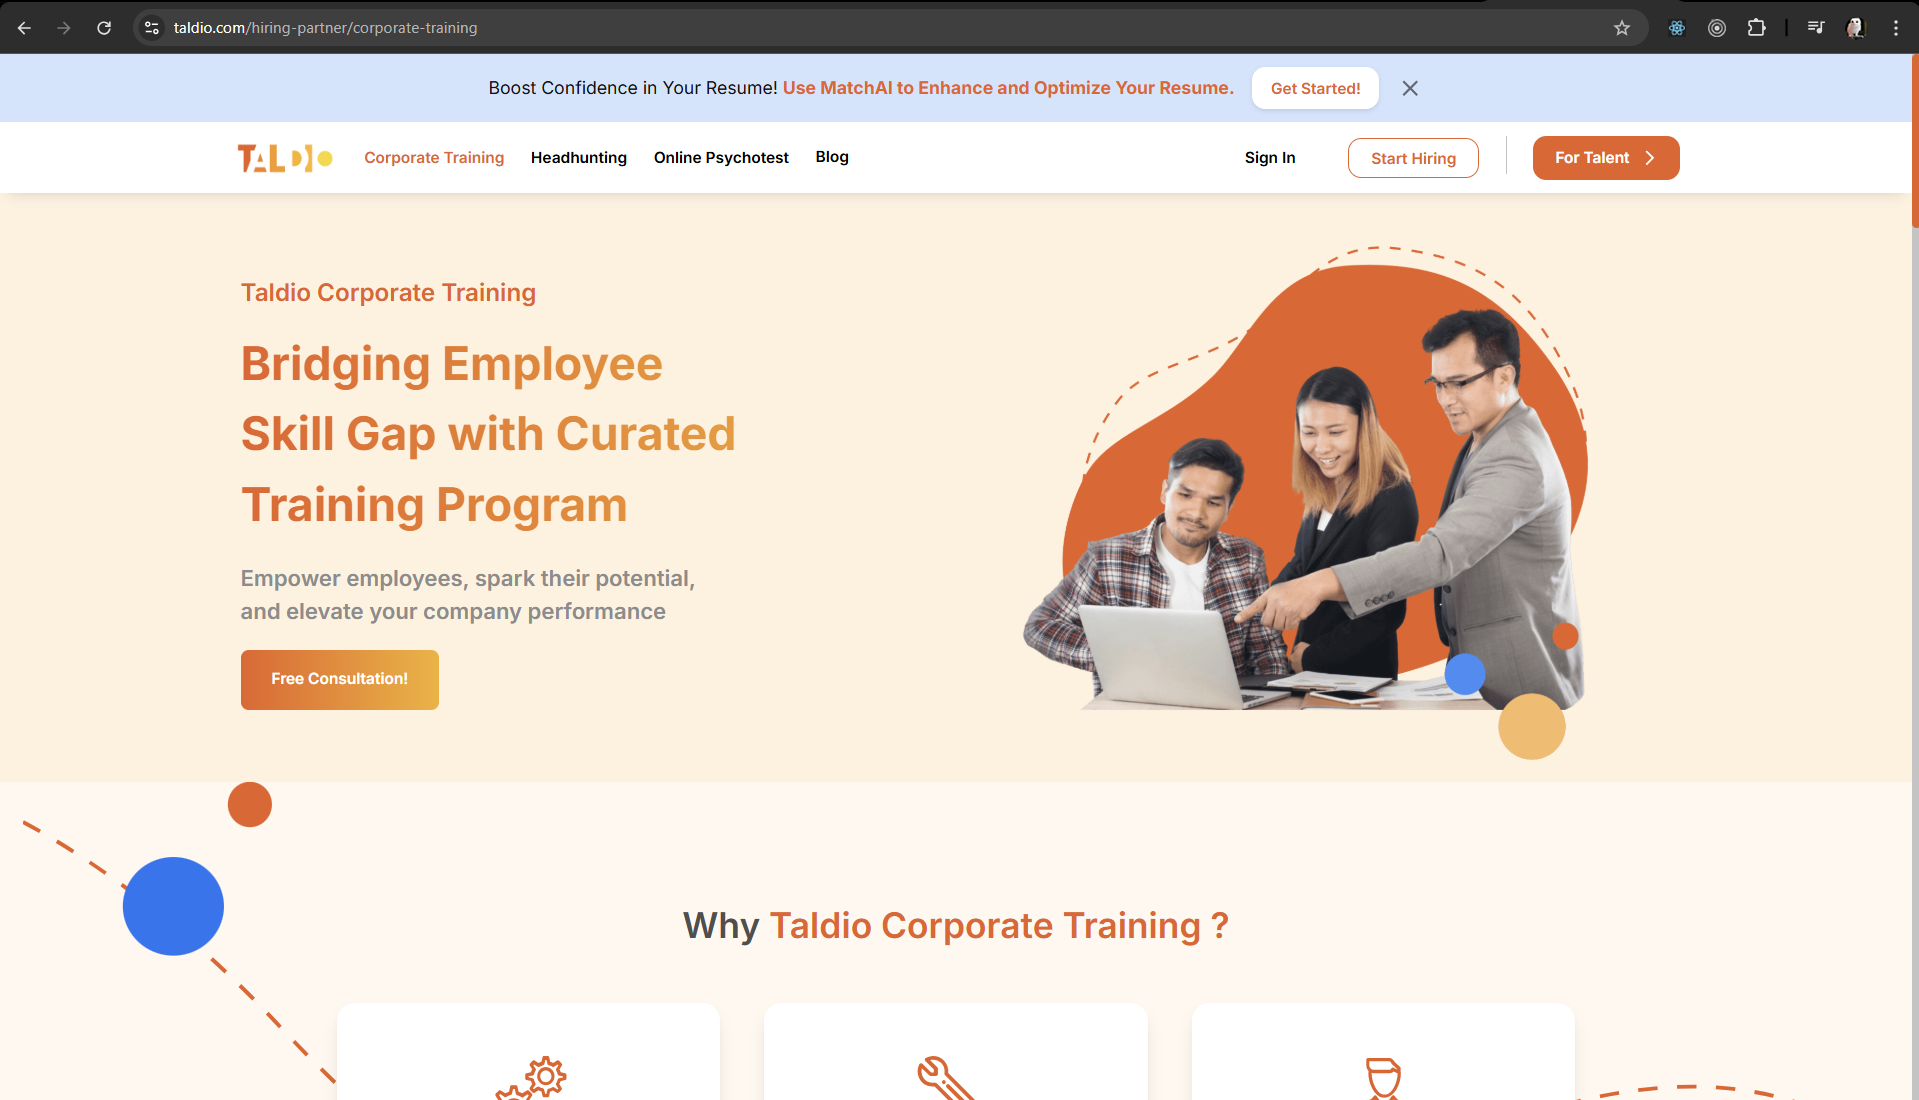 taldio.com/hiring-partner/corporate-training
Boost Confidence in Your Resume! Use MatchAI to Enhance and Optimize Your Resume. Get Started!
TALDIO Corporate Training Headhunting Online Psychotest Blog Sign In Start Hiring For Talent
Taldio Corporate Training
Bridging Employee
Skill Gap with Curated
Training Program
Empower employees, spark their potential,
and elevate your company performance
Free Consultation!
Why Taldio Corporate Training ?